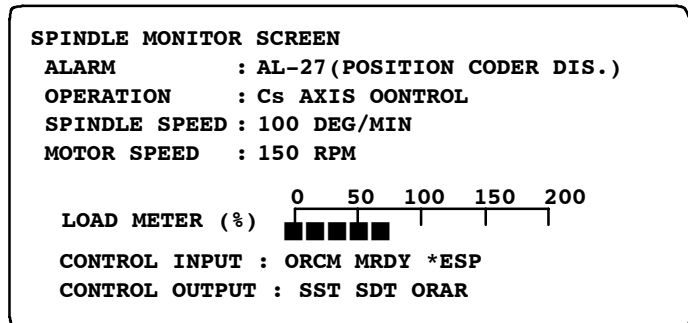 SPINDLE MONITOR SCREEN
ALARM : AL-27(POSITION CODER DIS.)
OPERATION : Cs AXIS OONTROL
SPINDLE SPEED : 100 DEG/MIN
MOTOR SPEED : 150 RPM
0 50 100 150 200
LOAD METER (%)
CONTROL INPUT : ORCM MRDY *ESP
CONTROL OUTPUT : SST SDT ORAR